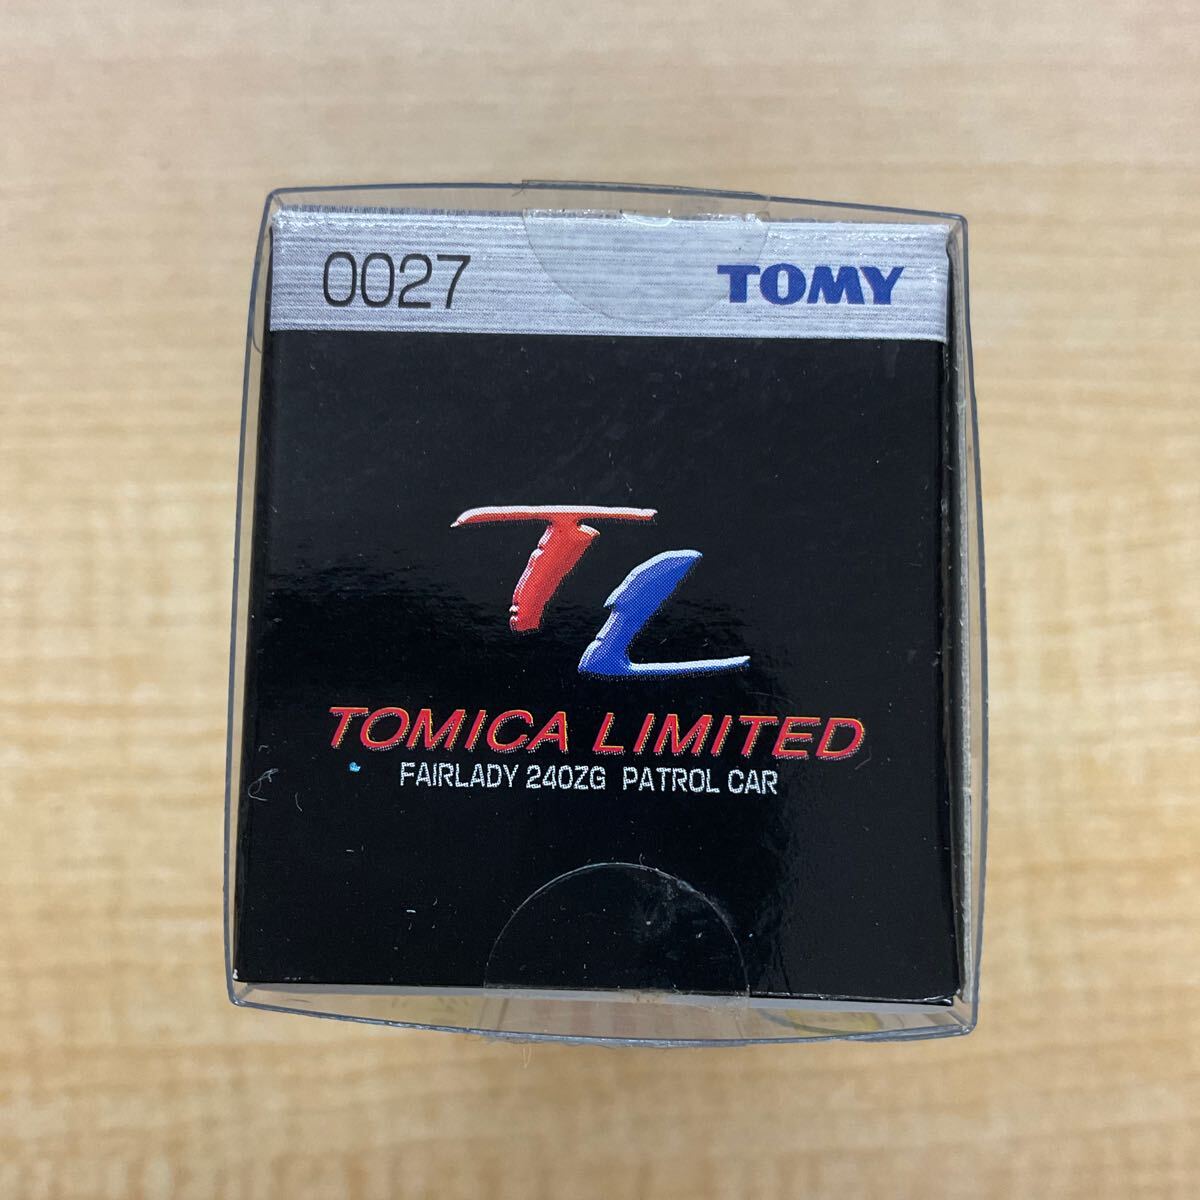 0027 TOMY
TL
TOMICA LIMITED
FAIRLADY 240ZG PATROL CAR